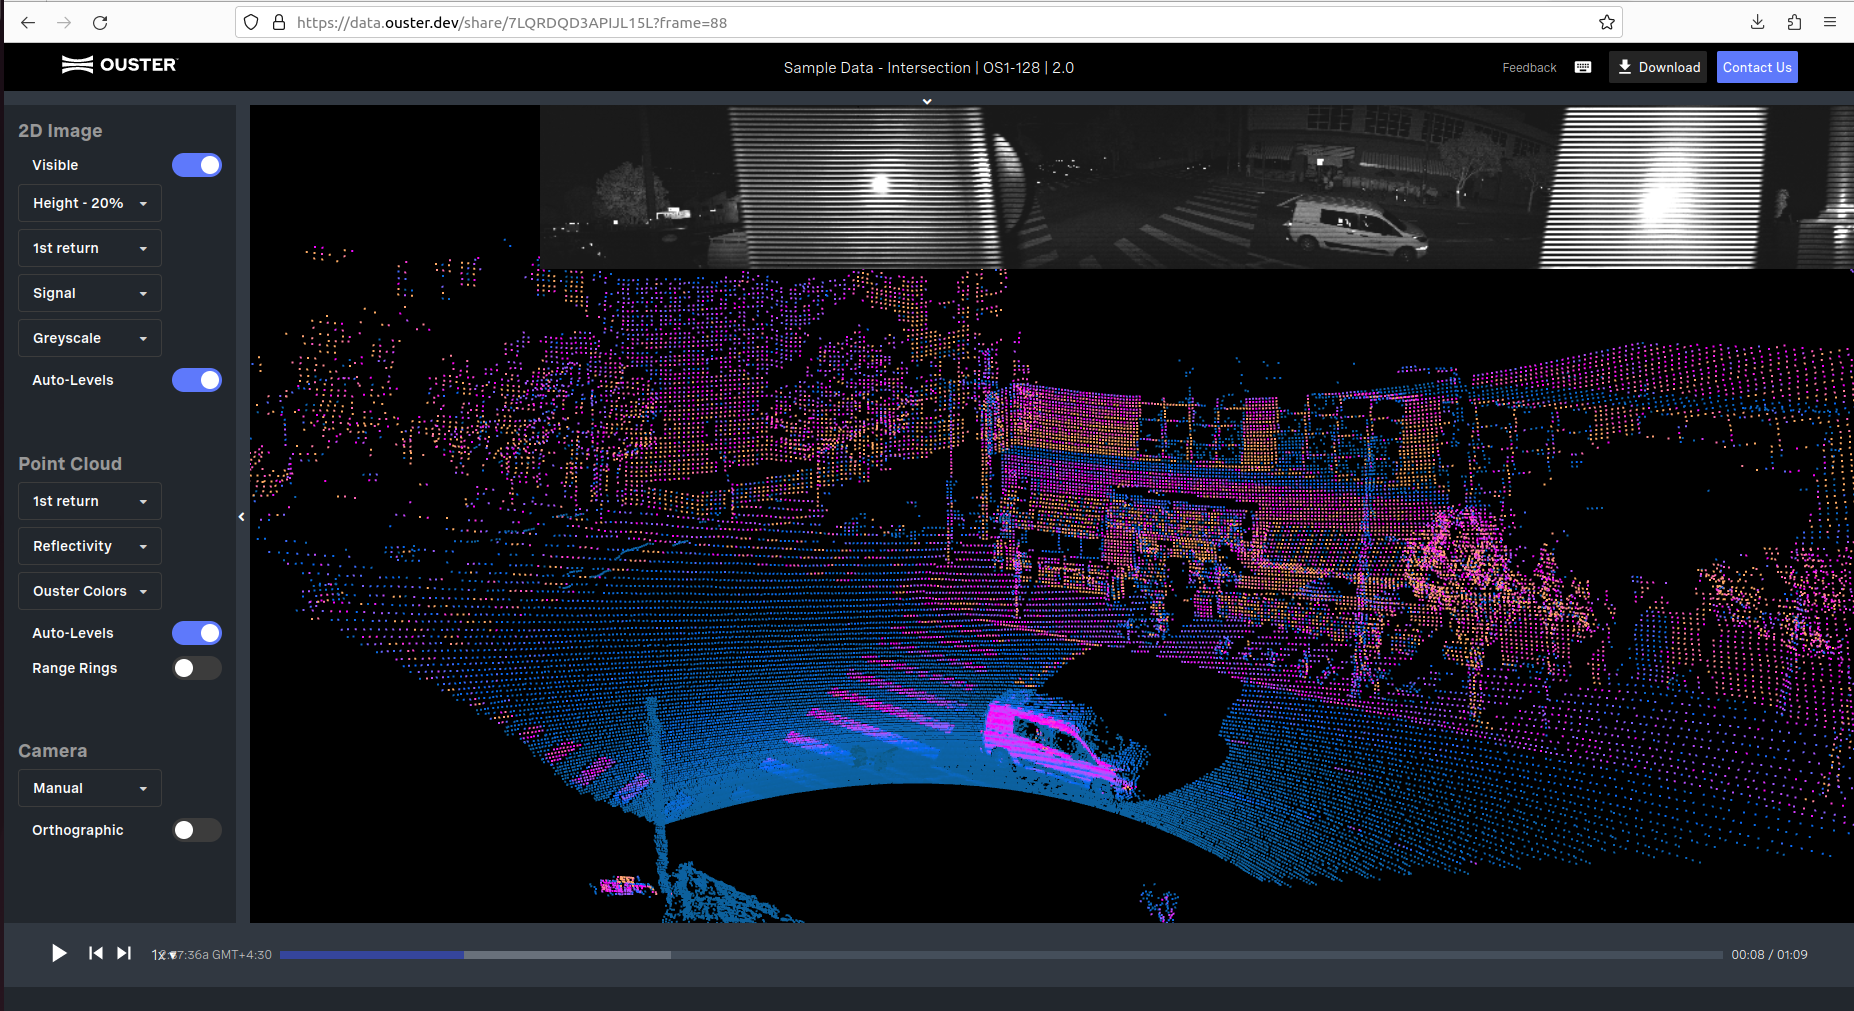 https://data.ouster.dev/share/7LQRDQD3APIJL15L?frame=88
OUSTER
Sample Data - Intersection | OS1-128 | 2.0
Feedback
Download
Contact Us
2D Image
Visible
Height - 20%
1st return
Signal
Greyscale
Auto-Levels
Point Cloud
1st return
Reflectivity
Ouster Colors
Auto-Levels
Range Rings
Camera
Manual
Orthographic
1x
7:36a GMT+4:30
00:08 / 01:09